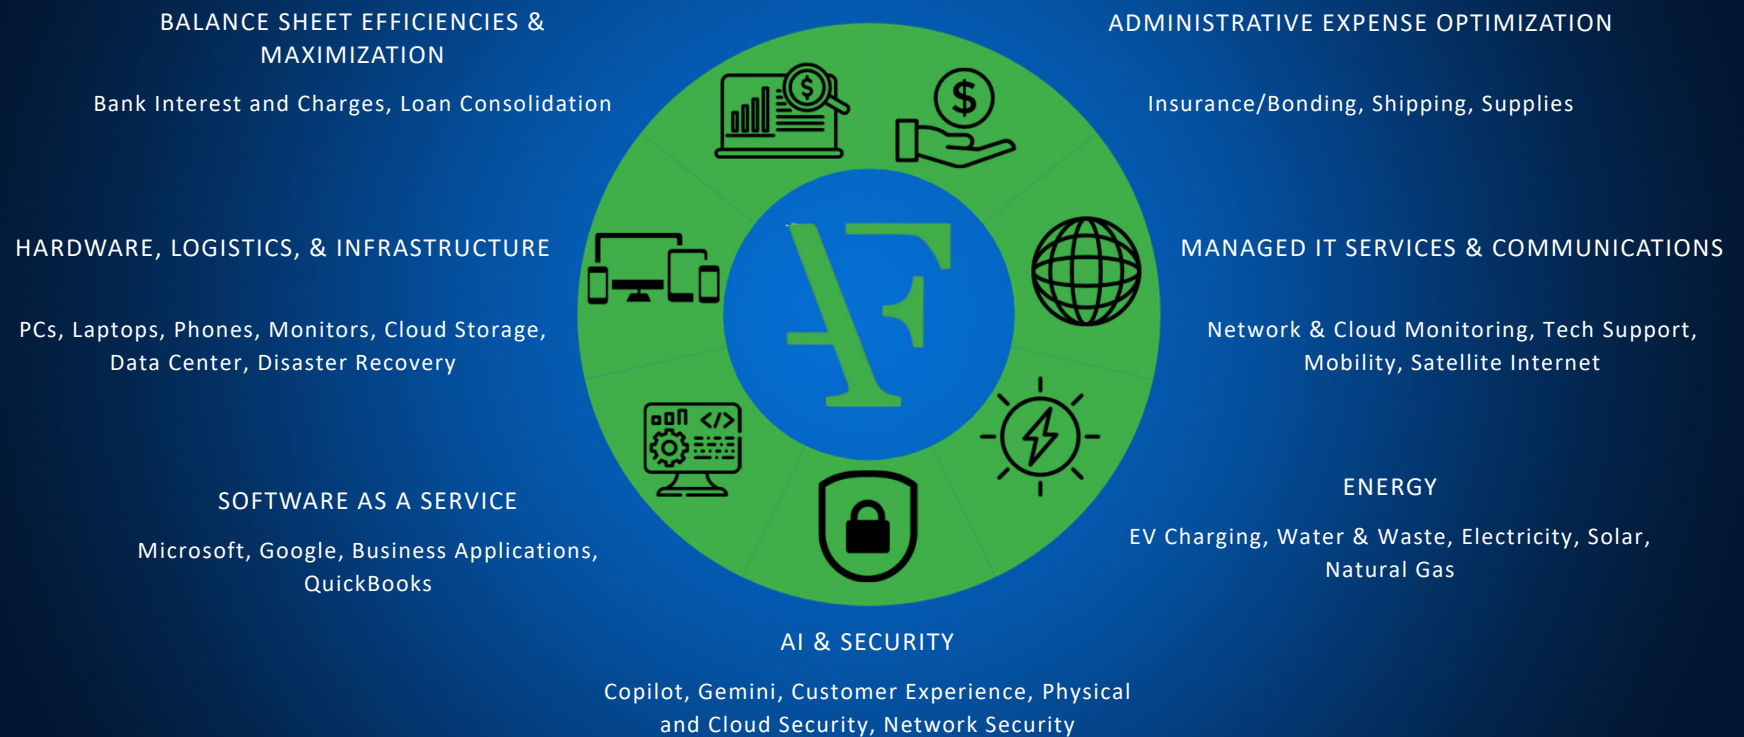 BALANCE SHEET EFFICIENCIES &
MAXIMIZATION
Bank Interest and Charges, Loan Consolidation
ADMINISTRATIVE EXPENSE OPTIMIZATION
Insurance/Bonding, Shipping, Supplies
HARDWARE, LOGISTICS, & INFRASTRUCTURE
PCs, Laptops, Phones, Monitors, Cloud Storage,
Data Center, Disaster Recovery
MANAGED IT SERVICES & COMMUNICATIONS
Network & Cloud Monitoring, Tech Support,
Mobility, Satellite Internet
AF
SOFTWARE AS A SERVICE
Microsoft, Google, Business Applications,
QuickBooks
ENERGY
EV Charging, Water & Waste, Electricity, Solar,
Natural Gas
AI & SECURITY
Copilot, Gemini, Customer Experience, Physical
and Cloud Security, Network Security